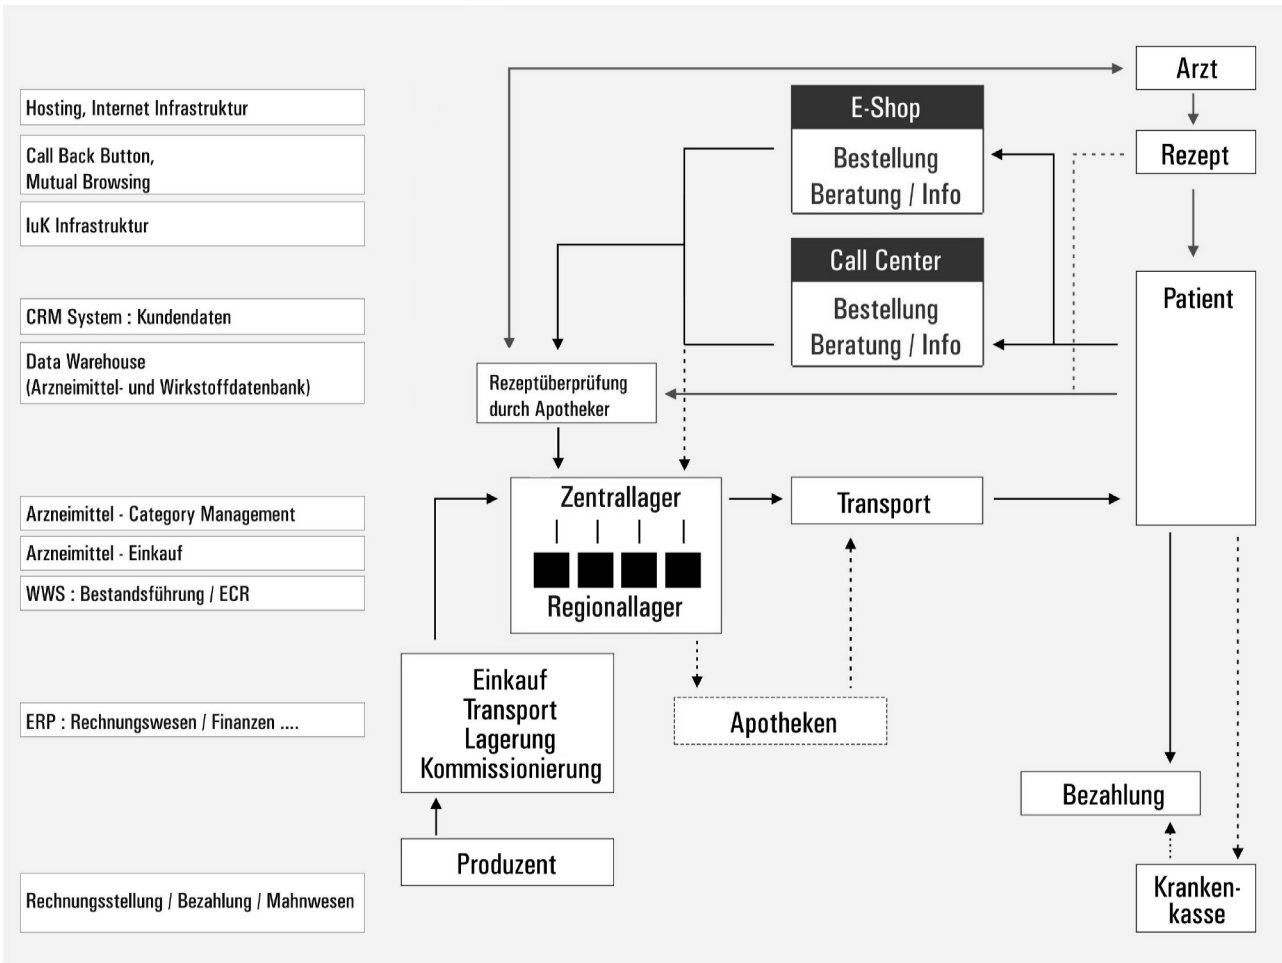 Hosting, Internet Infrastruktur
Call Back Button,
Mutual Browsing
IuK Infrastruktur
CRM System : Kundendaten
Data Warehouse
(Arzneimittel- und Wirkstoffdatenbank)
Arzneimittel - Category Management
Arzneimittel - Einkauf
WWS : Bestandsführung / ECR
ERP : Rechnungswesen / Finanzen ....
Rechnungsstellung / Bezahlung / Mahnwesen
Arzt
Rezept
Patient
E-Shop
Bestellung
Beratung / Info
Call Center
Bestellung
Beratung / Info
Rezeptüberprüfung
durch Apotheker
Zentrallager
Regionallager
Transport
Einkauf
Transport
Lagerung
Kommissionierung
Apotheken
Produzent
Bezahlung
Kranken-
kasse